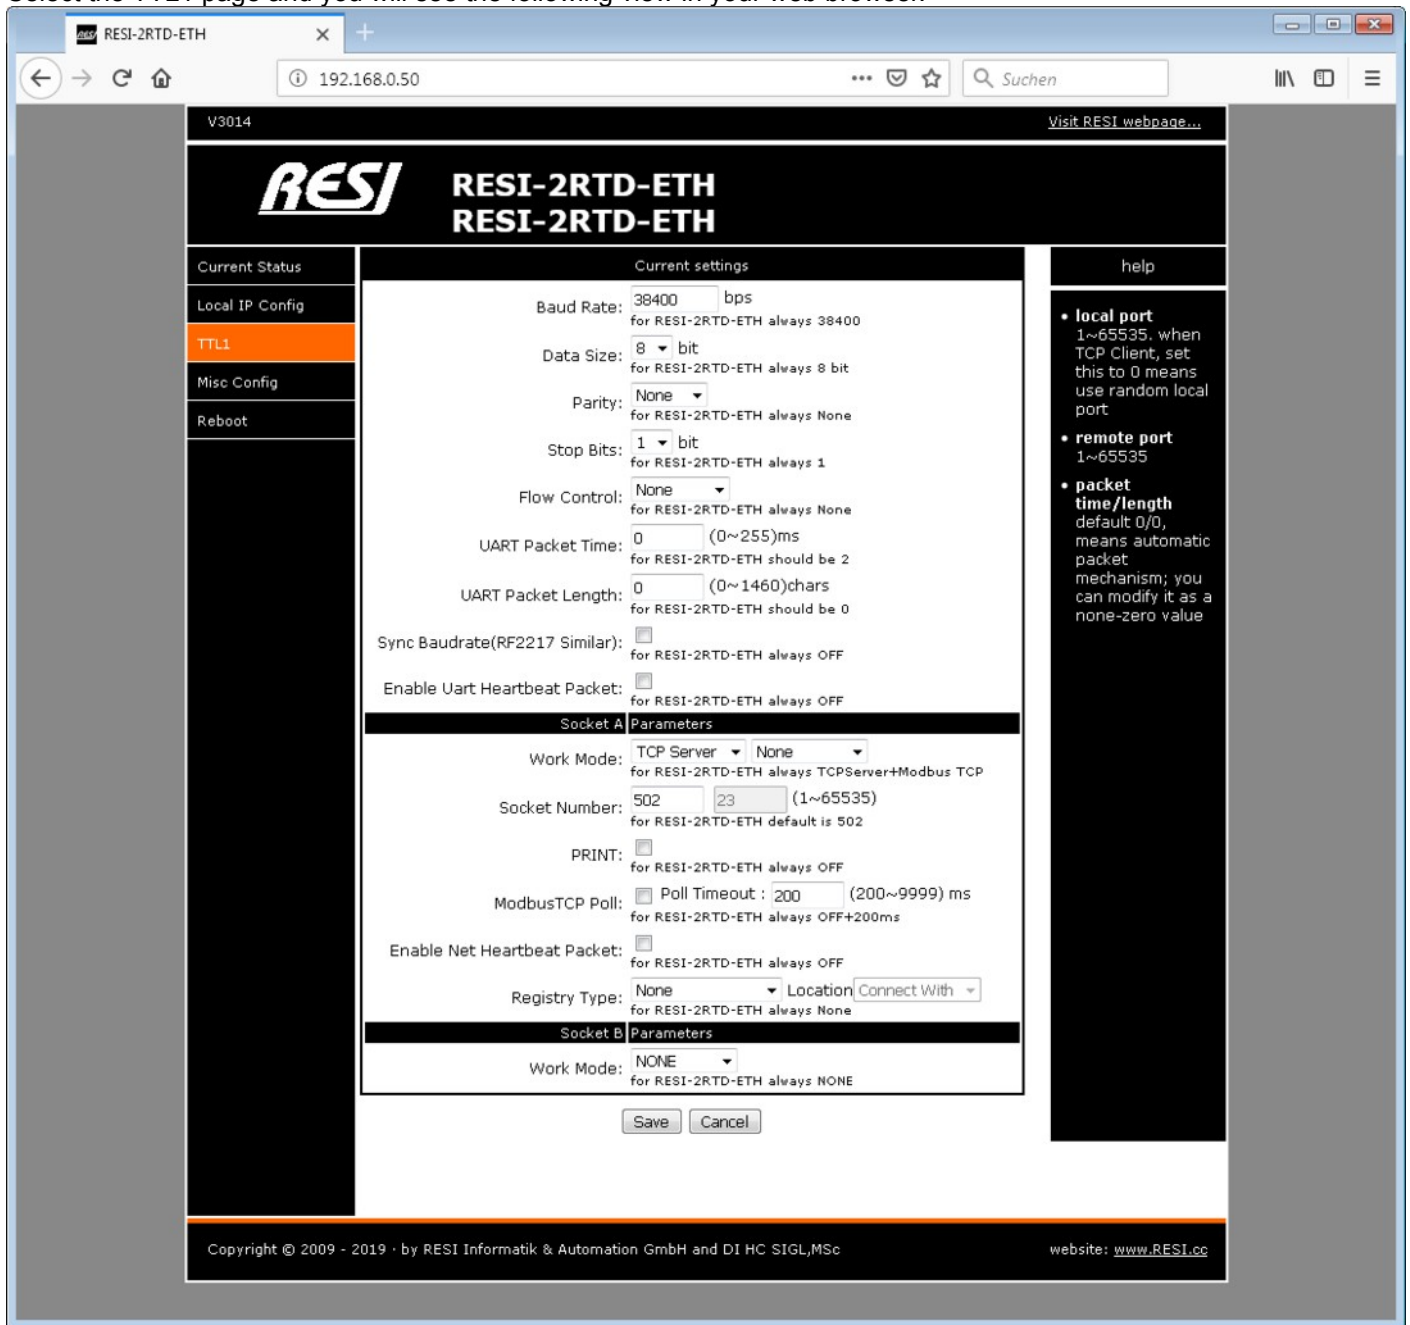 Select the TTL1 page and you will see the following view in your web browser:
RESI RESI-2RTD-ETH
192.168.0.50
Suchen
V3014
Visit RESI webpage...
RESI
RESI-2RTD-ETH
RESI-2RTD-ETH
Current Status
Local IP Config
TTL1
Misc Config
Reboot
Current settings
Baud Rate: 38400 bps
for RESI-2RTD-ETH always 38400
Data Size: 8 bit
for RESI-2RTD-ETH always 8 bit
Parity: None
for RESI-2RTD-ETH always None
Stop Bits: 1 bit
for RESI-2RTD-ETH always 1
Flow Control: None
for RESI-2RTD-ETH always None
UART Packet Time: 0 (0~255)ms
for RESI-2RTD-ETH should be 2
UART Packet Length: 0 (0~1460)chars
for RESI-2RTD-ETH should be 0
Sync Baudrate(RF2217 Similar):
for RESI-2RTD-ETH always OFF
Enable Uart Heartbeat Packet:
for RESI-2RTD-ETH always OFF
Socket A Parameters
Work Mode: TCP Server None
for RESI-2RTD-ETH always TCPServer+Modbus TCP
Socket Number: 502 23 (1~65535)
for RESI-2RTD-ETH default is 502
PRINT:
for RESI-2RTD-ETH always OFF
ModbusTCP Poll: Poll Timeout : 200 (200~9999) ms
for RESI-2RTD-ETH always OFF+200ms
Enable Net Heartbeat Packet:
for RESI-2RTD-ETH always OFF
Registry Type: None Location Connect With
for RESI-2RTD-ETH always None
Socket B Parameters
Work Mode: NONE
for RESI-2RTD-ETH always NONE
Save Cancel
help
• local port
1~65535. when
TCP Client, set
this to 0 means
use random local
port
• remote port
1~65535
• packet
time/length
default 0/0,
means automatic
packet
mechanism; you
can modify it as a
none-zero value
Copyright © 2009 - 2019 · by RESI Informatik & Automation GmbH and DI HC SIGL,MSc
website: www.RESI.cc